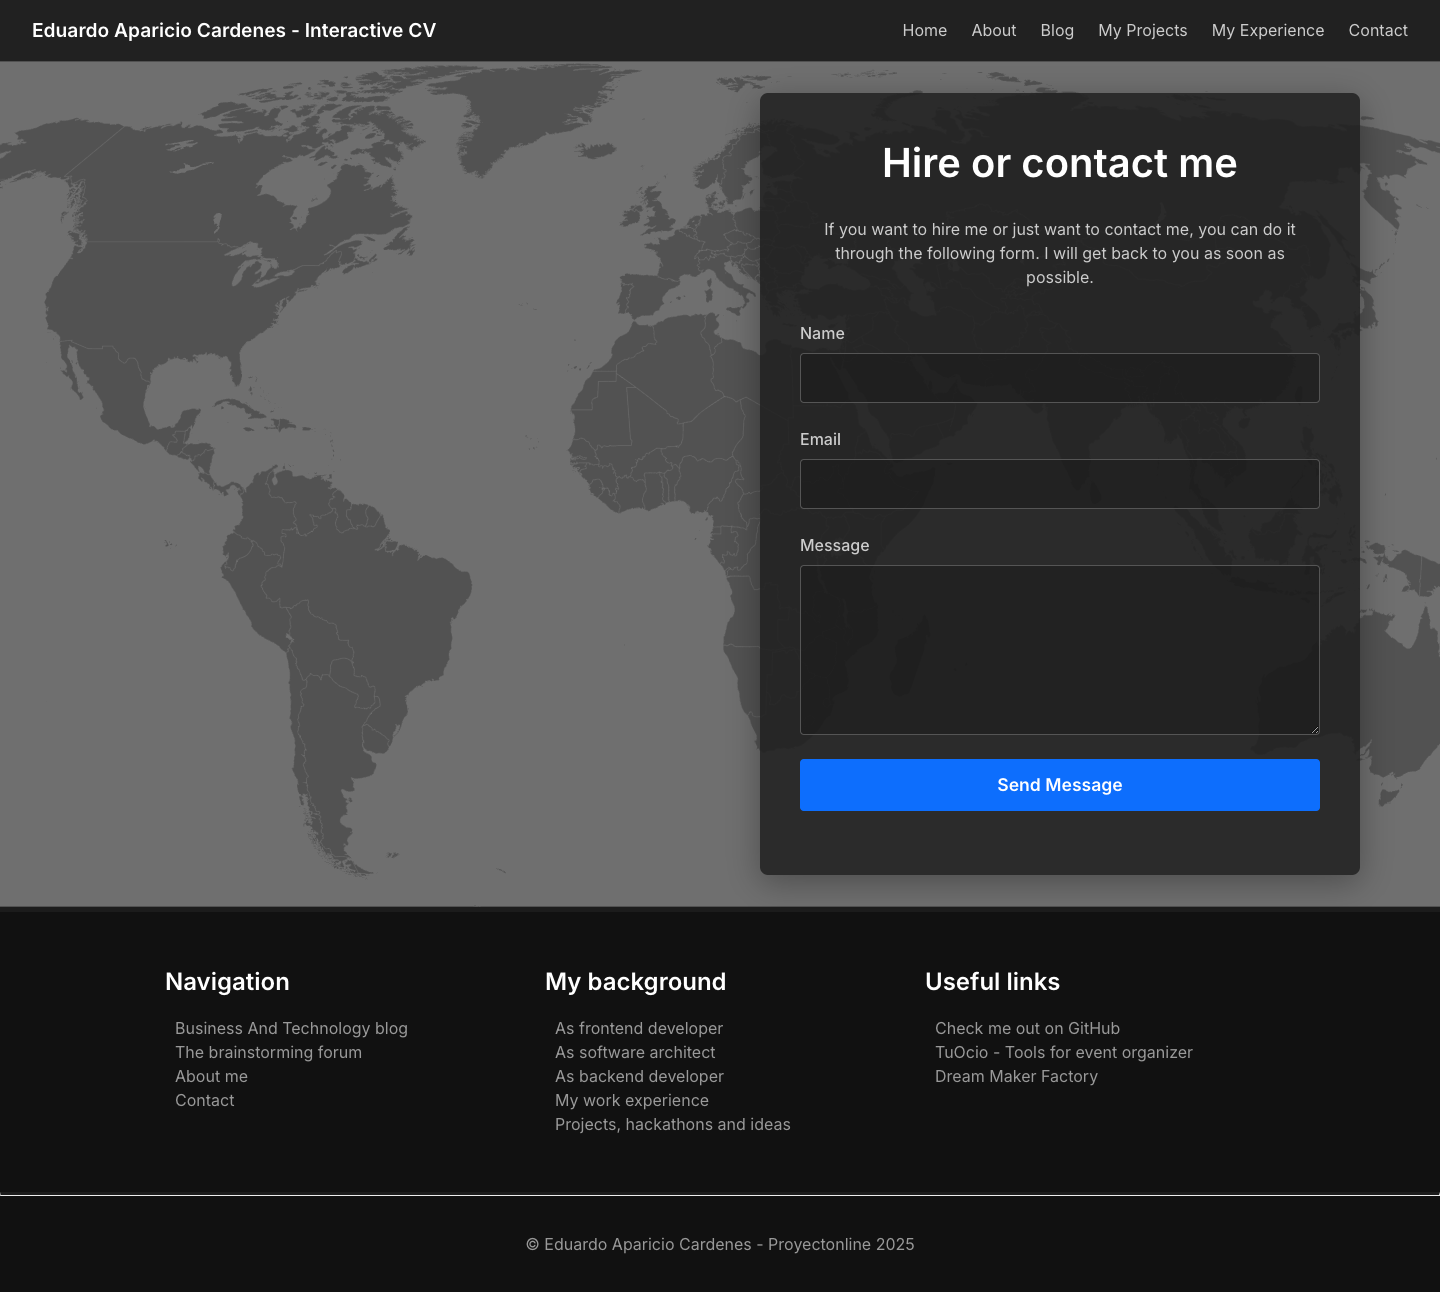 Eduardo Aparicio Cardenes - Interactive CV
Home About Blog My Projects My Experience Contact
Hire or contact me
If you want to hire me or just want to contact me, you can do it
through the following form. I will get back to you as soon as
possible.
Name
Email
Message
Send Message
Navigation
Business And Technology blog
The brainstorming forum
About me
Contact
My background
As frontend developer
As software architect
As backend developer
My work experience
Projects, hackathons and ideas
Useful links
Check me out on GitHub
TuOcio - Tools for event organizer
Dream Maker Factory
© Eduardo Aparicio Cardenes - Proyectonline 2025